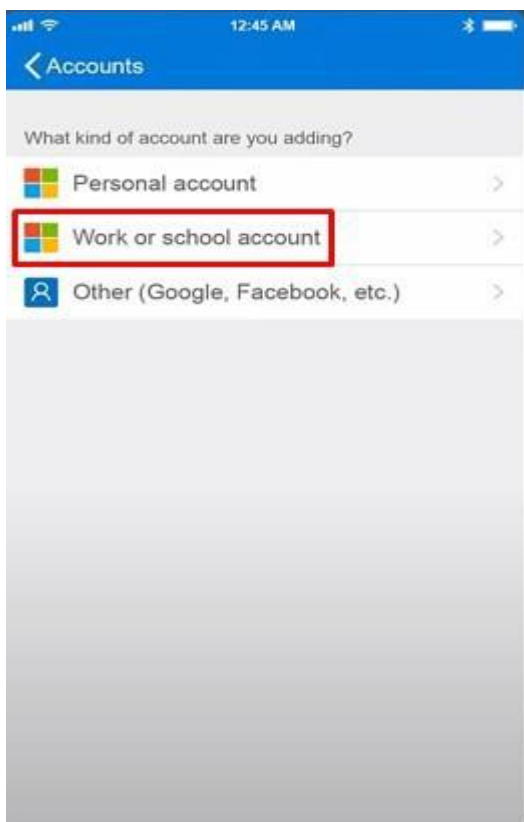 12:45 AM
Accounts
What kind of account are you adding?
Personal account
Work or school account
Other (Google, Facebook, etc.)